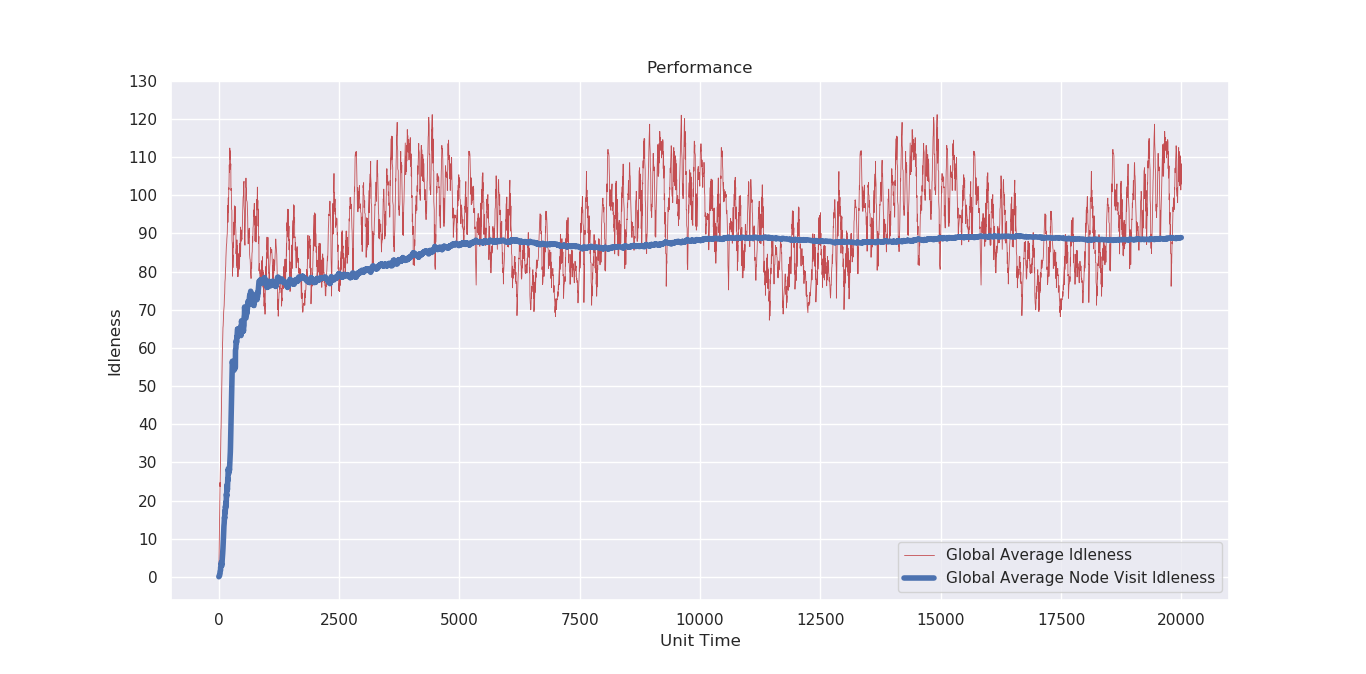 Performance
130
120
110
100
90
80
70
60
50
40
30
20
10
0
Idleness
0 2500 5000 7500 10000 12500 15000 17500 20000
Unit Time
Global Average Idleness
Global Average Node Visit Idleness